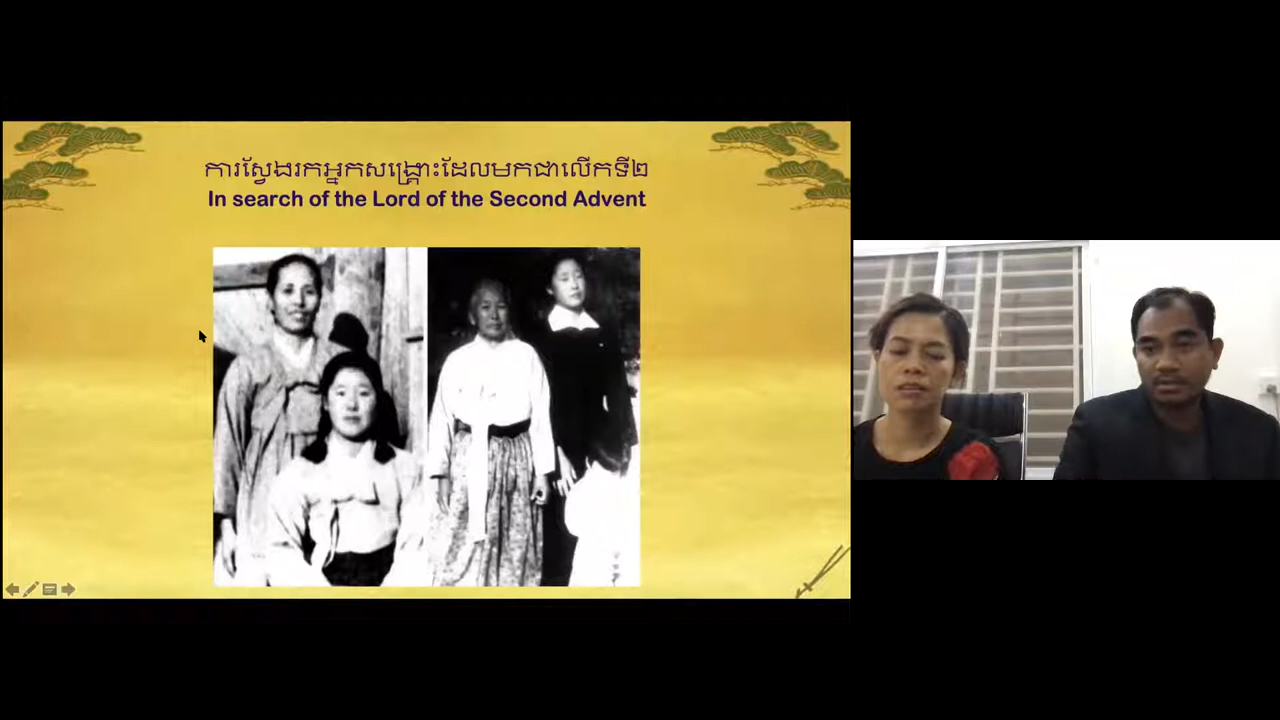 ការស្វែងរកអ្នកសង្គ្រោះដែលមកជាលើកទី២
In search of the Lord of the Second Advent